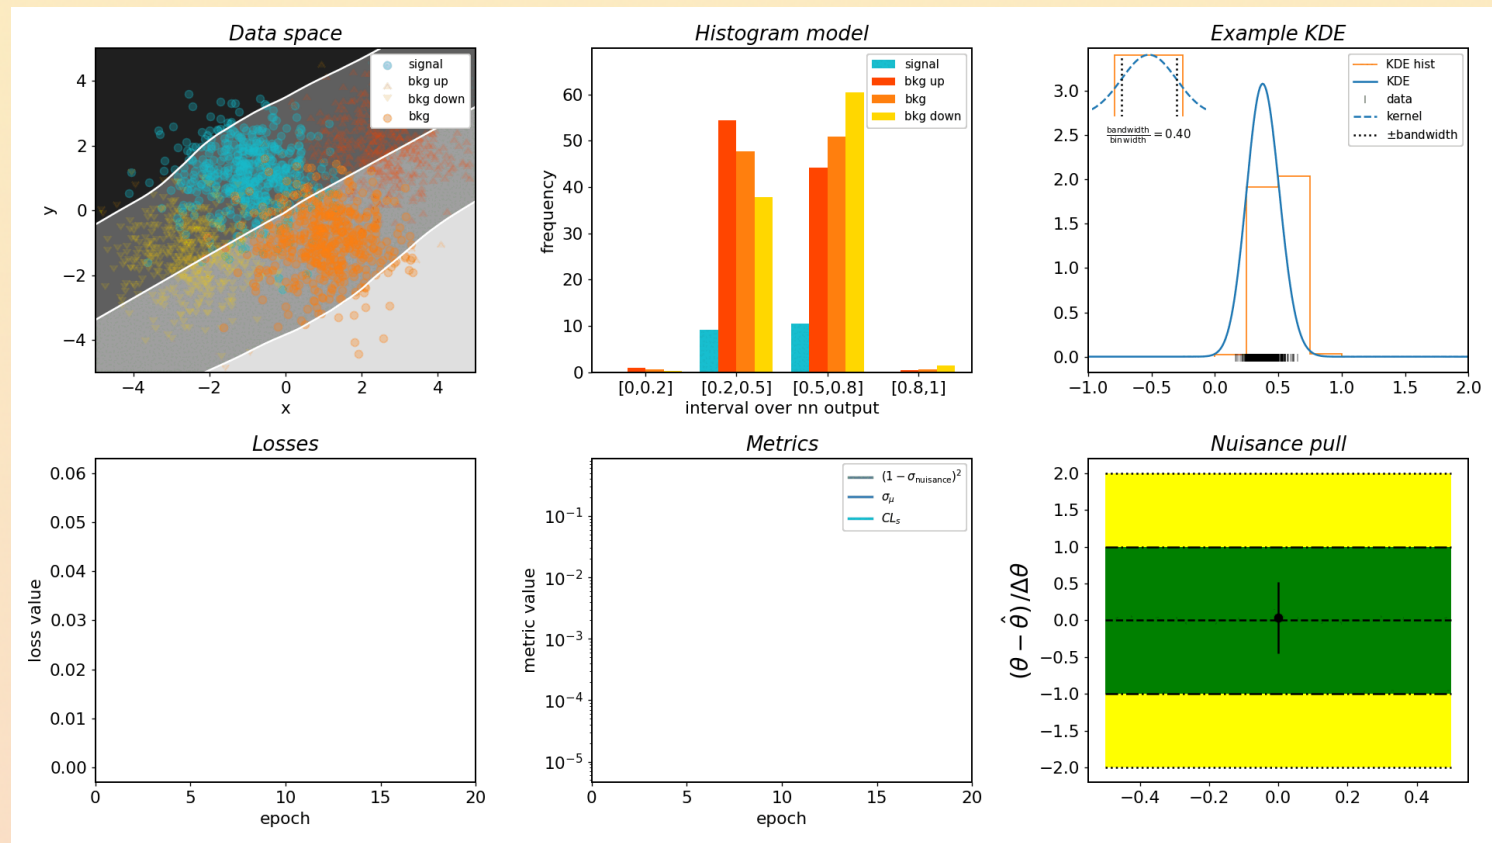 Data space
signal
bkg up
bkg down
bkg
4
2
0
−2
−4
y
−4 −2 0 2 4
x
Histogram model
signal
bkg up
bkg
bkg down
60
50
40
30
20
10
0
frequency
[0,0.2] [0.2,0.5] [0.5,0.8] [0.8,1]
interval over nn output
Example KDE
KDE hist
KDE
data
kernel
±bandwidth
bandwidth
bin width
= 0.40
3.0
2.5
2.0
1.5
1.0
0.5
0.0
−1.0 −0.5 0.0 0.5 1.0 1.5 2.0
Losses
0.06
0.05
0.04
0.03
0.02
0.01
0.00
loss value
0 5 10 15 20
epoch
Metrics
(1 − σnuisance)²
σμ
CLs
10⁻¹
10⁻²
10⁻³
10⁻⁴
10⁻⁵
metric value
0 5 10 15 20
epoch
Nuisance pull
2.0
1.5
1.0
0.5
0.0
−0.5
−1.0
−1.5
−2.0
(θ − θ̂) / Δθ
−0.4 −0.2 0.0 0.2 0.4